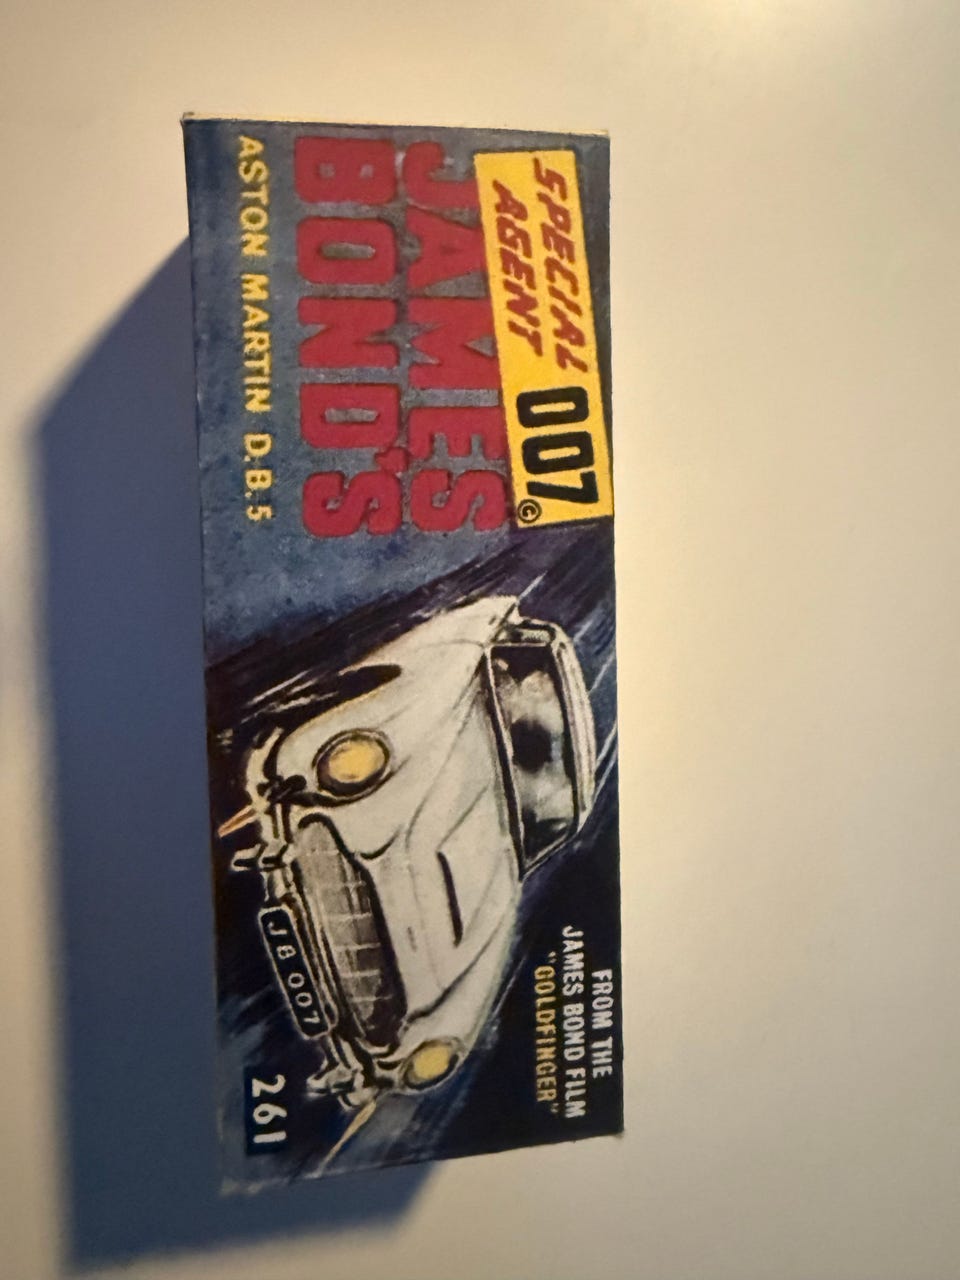 SPECIAL
AGENT 007 ©
JAMES
BOND'S
ASTON MARTIN D.B.5
FROM THE
JAMES BOND FILM
"GOLDFINGER"
JB 007
261